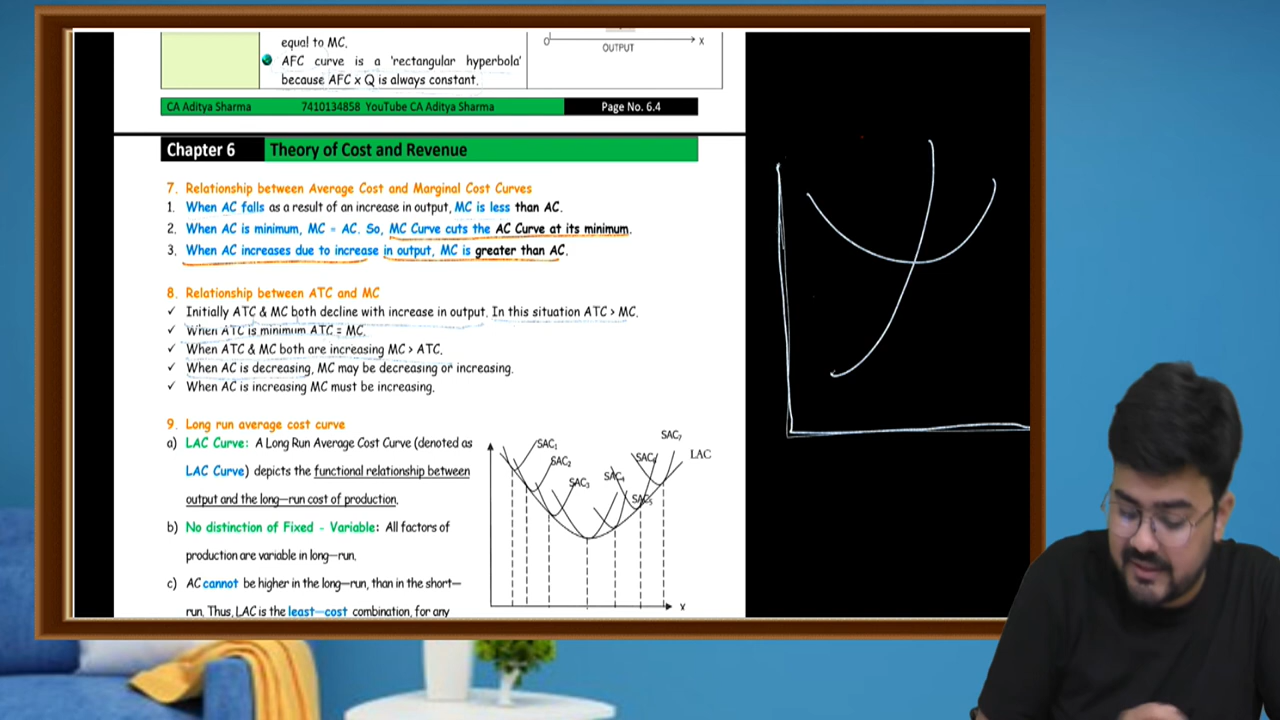 equal to MC.
AFC curve is a 'rectangular hyperbola'
because AFC x Q is always constant.
0
OUTPUT
X
CA Aditya Sharma 7410134858 YouTube CA Aditya Sharma Page No. 6.4
Chapter 6 Theory of Cost and Revenue
7. Relationship between Average Cost and Marginal Cost Curves
1. When AC falls as a result of an increase in output, MC is less than AC.
2. When AC is minimum, MC = AC. So, MC Curve cuts the AC Curve at its minimum.
3. When AC increases due to increase in output, MC is greater than AC.
8. Relationship between ATC and MC
✓ Initially ATC & MC both decline with increase in output. In this situation ATC > MC.
✓ When ATC is minimum ATC = MC.
✓ When ATC & MC both are increasing MC > ATC.
✓ When AC is decreasing, MC may be decreasing or increasing.
✓ When AC is increasing MC must be increasing.
9. Long run average cost curve
a) LAC Curve: A Long Run Average Cost Curve (denoted as
LAC Curve) depicts the functional relationship between
output and the long-run cost of production.
b) No distinction of Fixed - Variable: All factors of
production are variable in long-run.
c) AC cannot be higher in the long-run, than in the short-
run. Thus, LAC is the least-cost combination, for any
SAC₁
SAC₂
SAC₃
SAC₄
SAC₅
SAC
SAC₇
LAC
X